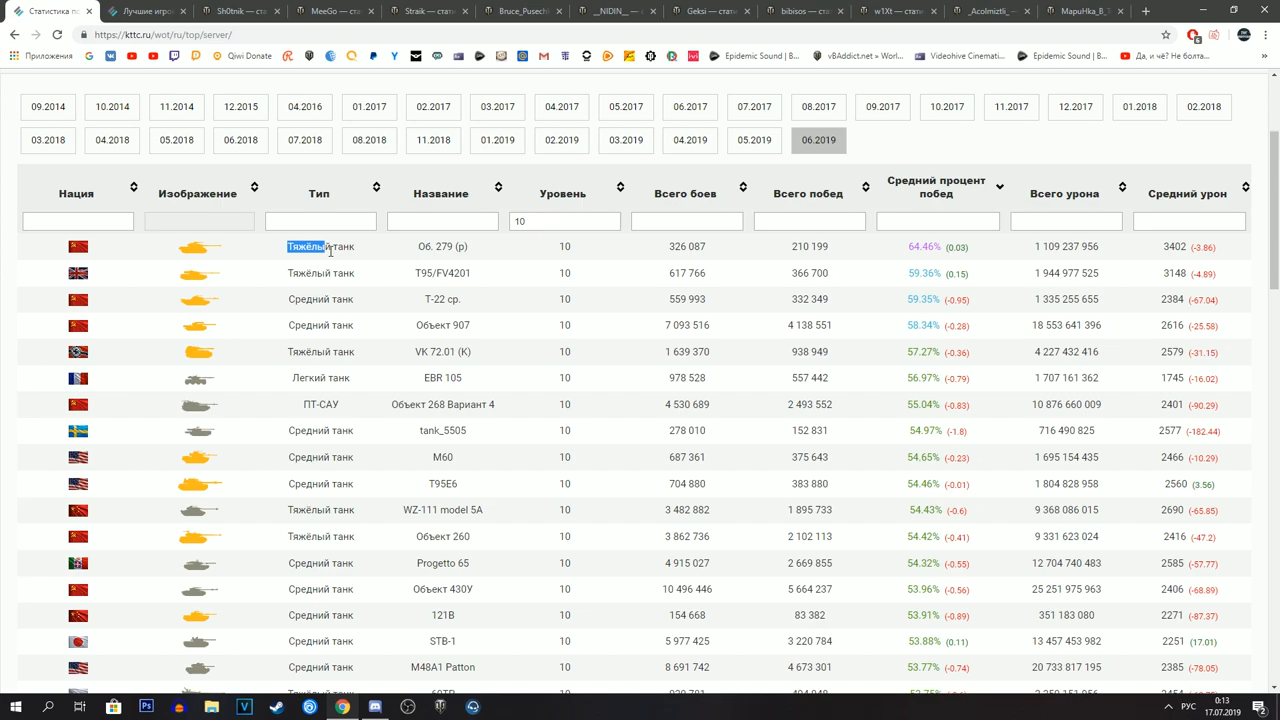 Статистика по
Лучшие игрок
Sh0tnik — стати
MeeGo — стати
Straik — статис
Bruce_Pusechk
__NIDIN__ — ст
Geksi — статис
bibisos — стати
w1Xt — статис
_Acolmiztli_ —
MapuHka_B_T
https://kttc.ru/wot/ru/top/server/
Приложения Qiwi Donate Epidemic Sound | B... vBAddict.net » Worl... Videohive Cinemati... Epidemic Sound | B... Да, и чё? Не болта... »
09.2014 10.2014 11.2014 12.2015 04.2016 01.2017 02.2017 03.2017 04.2017 05.2017 06.2017 07.2017 08.2017 09.2017 10.2017 11.2017 12.2017 01.2018 02.2018
03.2018 04.2018 05.2018 06.2018 07.2018 08.2018 11.2018 01.2019 02.2019 03.2019 04.2019 05.2019 06.2019
Нация Изображение Тип Название Уровень Всего боев Всего побед Средний процент побед Всего урона Средний урон
10
Тяжёлый танк Об. 279 (р) 10 326 087 210 199 64.46% (0.03) 1 109 237 956 3402 (-3.86)
Тяжёлый танк T95/FV4201 10 617 766 366 700 59.36% (0.15) 1 944 977 525 3148 (-4.89)
Средний танк Т-22 ср. 10 559 993 332 349 59.35% (-0.95) 1 335 255 655 2384 (-67.04)
Средний танк Объект 907 10 7 093 516 4 138 551 58.34% (-0.28) 18 553 641 396 2616 (-25.58)
Тяжёлый танк VK 72.01 (K) 10 1 639 370 938 949 57.27% (-0.36) 4 227 432 416 2579 (-31.15)
Легкий танк EBR 105 10 978 528 557 442 56.97% (-0.79) 1 707 161 362 1745 (-16.02)
ПТ-САУ Объект 268 Вариант 4 10 4 530 689 2 493 552 55.04% (-0.83) 10 876 660 009 2401 (-90.29)
Средний танк tank_5505 10 278 010 152 831 54.97% (-1.8) 716 490 825 2577 (-182.44)
Средний танк M60 10 687 361 375 643 54.65% (-0.23) 1 695 154 435 2466 (-10.29)
Средний танк T95E6 10 704 880 383 880 54.46% (-0.01) 1 804 828 958 2560 (3.56)
Тяжёлый танк WZ-111 model 5A 10 3 482 882 1 895 733 54.43% (-0.6) 9 368 086 015 2690 (-65.85)
Тяжёлый танк Объект 260 10 3 862 736 2 102 113 54.42% (-0.41) 9 331 623 024 2416 (-47.2)
Средний танк Progetto 65 10 4 915 027 2 669 855 54.32% (-0.55) 12 704 740 483 2585 (-57.77)
Средний танк Объект 430У 10 10 496 446 5 664 237 53.96% (-0.56) 25 251 975 963 2406 (-68.89)
Средний танк 121B 10 154 668 83 382 53.91% (-0.89) 351 183 080 2271 (-87.37)
Средний танк STB-1 10 5 977 425 3 220 784 53.88% (0.11) 13 457 453 982 2251 (17.01)
Средний танк M48A1 Patton 10 8 691 742 4 673 301 53.77% (-0.74) 20 733 817 195 2385 (-78.05)
РУС
0:13
17.07.2019